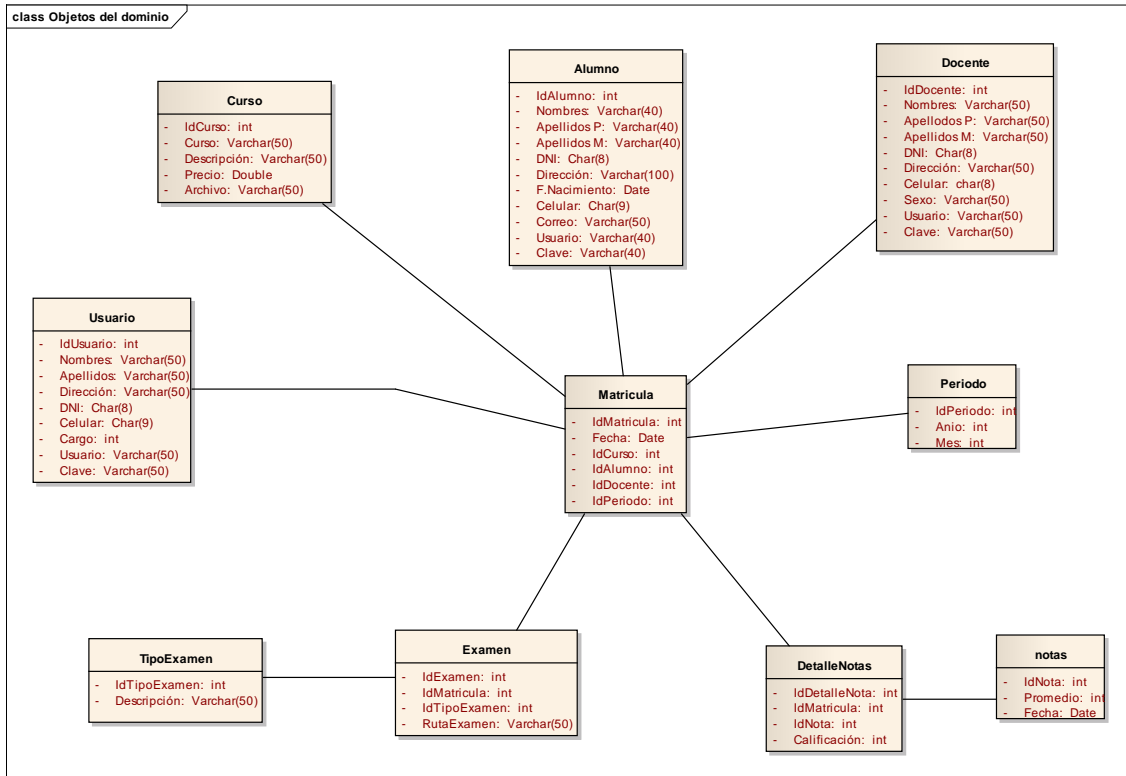 class Objetos del dominio
Curso
- IdCurso: int
- Curso: Varchar(50)
- Descripción: Varchar(50)
- Precio: Double
- Archivo: Varchar(50)
Alumno
- IdAlumno: int
- Nombres: Varchar(40)
- Apellidos P: Varchar(40)
- Apellidos M: Varchar(40)
- DNI: Char(8)
- Dirección: Varchar(100)
- F.Nacimiento: Date
- Celular: Char(9)
- Correo: Varchar(50)
- Usuario: Varchar(40)
- Clave: Varchar(40)
Docente
- IdDocente: int
- Nombres: Varchar(50)
- Apellodos P: Varchar(50)
- Apellidos M: Varchar(50)
- DNI: Char(8)
- Dirección: Varchar(50)
- Celular: char(8)
- Sexo: Varchar(50)
- Usuario: Varchar(50)
- Clave: Varchar(50)
Usuario
- IdUsuario: int
- Nombres: Varchar(50)
- Apellidos: Varchar(50)
- Dirección: Varchar(50)
- DNI: Char(8)
- Celular: Char(9)
- Cargo: int
- Usuario: Varchar(50)
- Clave: Varchar(50)
Matricula
- IdMatricula: int
- Fecha: Date
- IdCurso: int
- IdAlumno: int
- IdDocente: int
- IdPeriodo: int
Periodo
- IdPeriodo: int
- Anio: int
- Mes: int
TipoExamen
- IdTipoExamen: int
- Descripción: Varchar(50)
Examen
- IdExamen: int
- IdMatricula: int
- IdTipoExamen: int
- RutaExamen: Varchar(50)
DetalleNotas
- IdDetalleNota: int
- IdMatricula: int
- IdNota: int
- Calificación: int
notas
- IdNota: int
- Promedio: int
- Fecha: Date